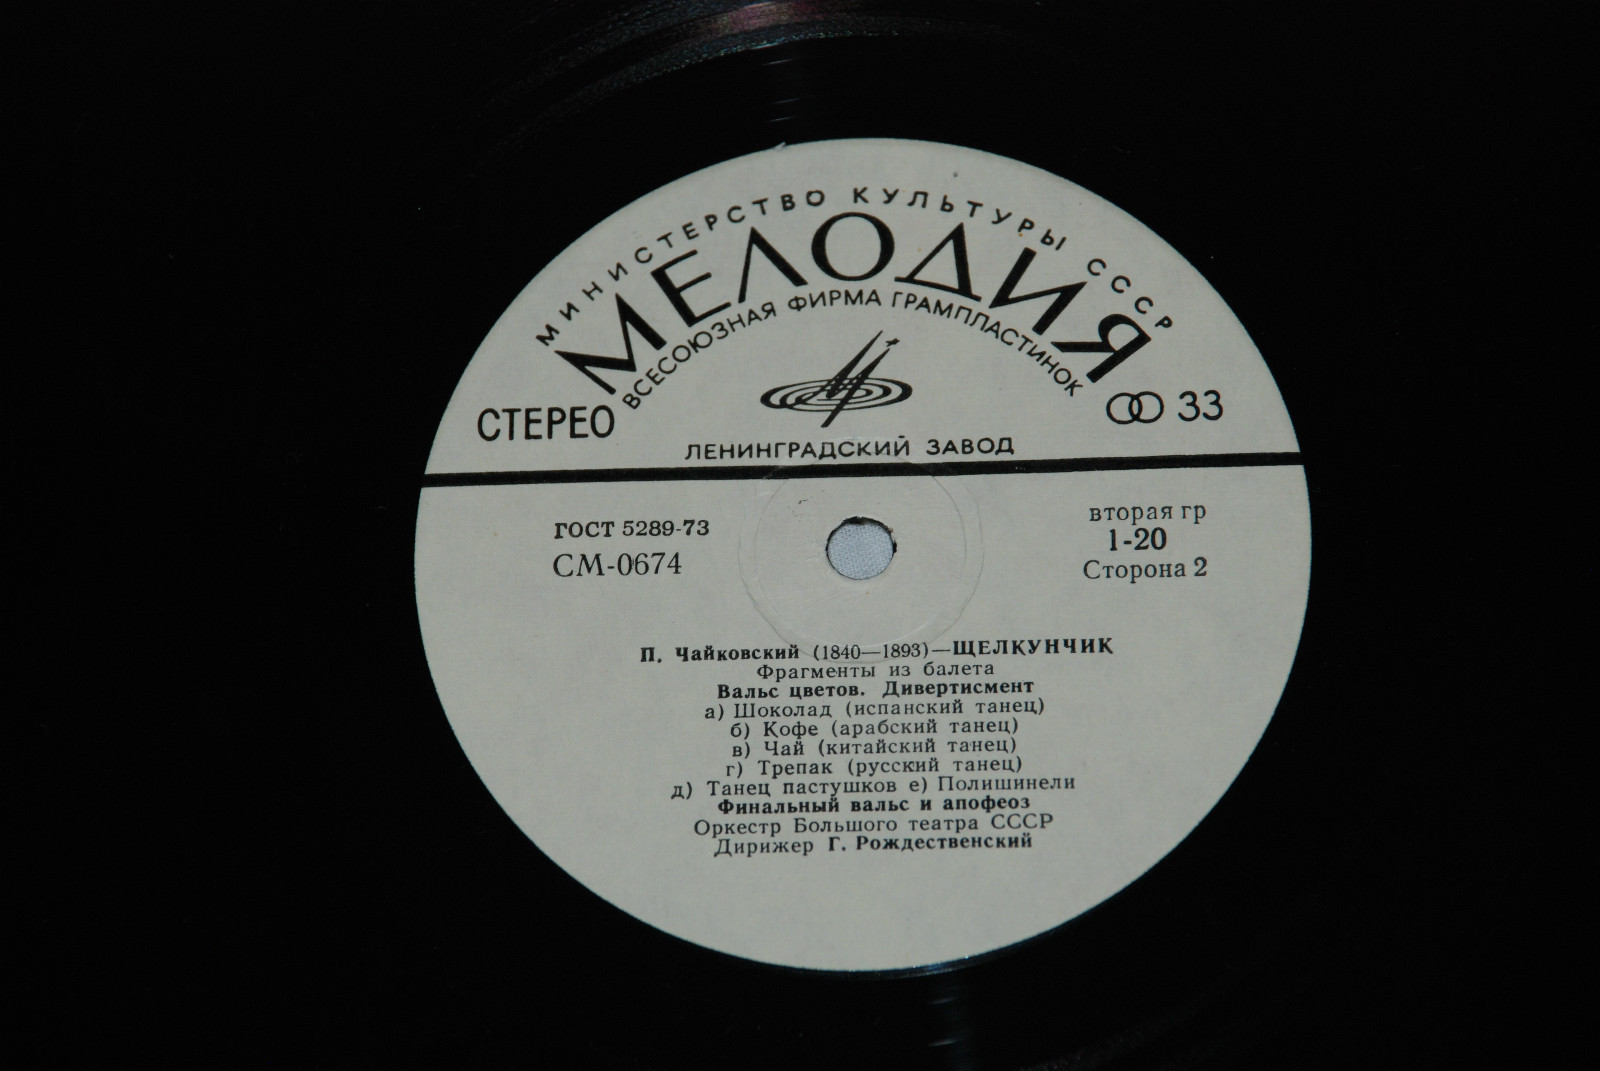 МИНИСТЕРСТВО КУЛЬТУРЫ СССР
МЕЛОДИЯ
ВСЕСОЮЗНАЯ ФИРМА ГРАМПЛАСТИНОК
СТЕРЕО
33
ЛЕНИНГРАДСКИЙ ЗАВОД
ГОСТ 5289-73
СМ-0674
вторая гр
1-20
Сторона 2
П. Чайковский (1840—1893)—ЩЕЛКУНЧИК
Фрагменты из балета
Вальс цветов. Дивертисмент
а) Шоколад (испанский танец)
б) Кофе (арабский танец)
в) Чай (китайский танец)
г) Трепак (русский танец)
д) Танец пастушков е) Полишинели
Финальный вальс и апофеоз
Оркестр Большого театра СССР
Дирижер Г. Рождественский